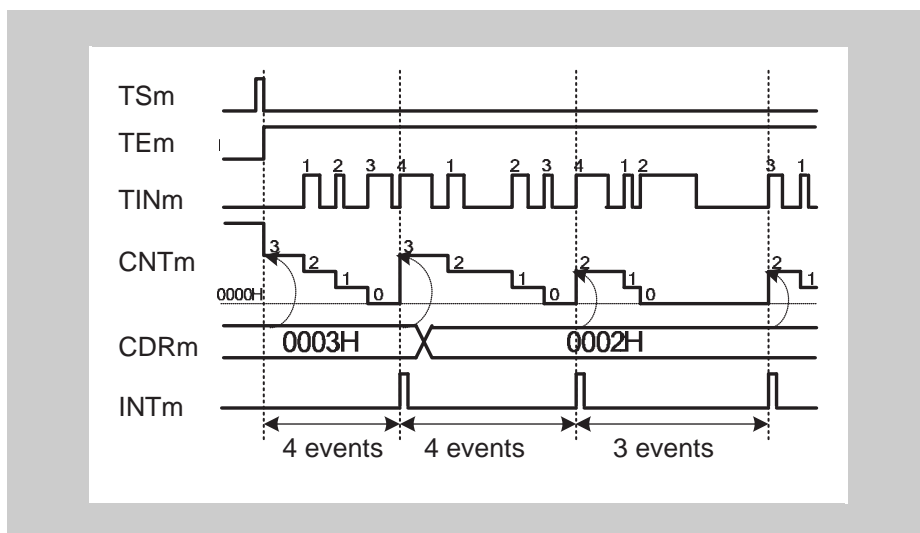 TSm
TEm
1 2 3 4 1 2 3 4 1 2 3 1
TINm
3 2 1 0 3 2 1 0 2 1 0 2 1
CNTm
0000H
CDRm 0003H 0002H
INTm
4 events 4 events 3 events